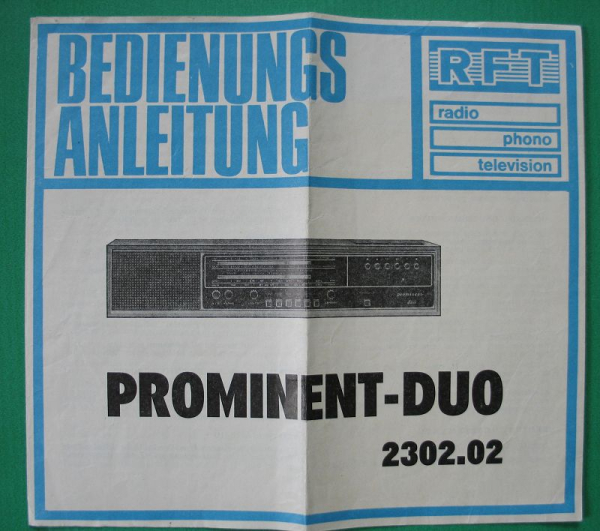 BEDIENUNGS
ANLEITUNG
RFT
radio
phono
television
PROMINENT-DUO
2302.02